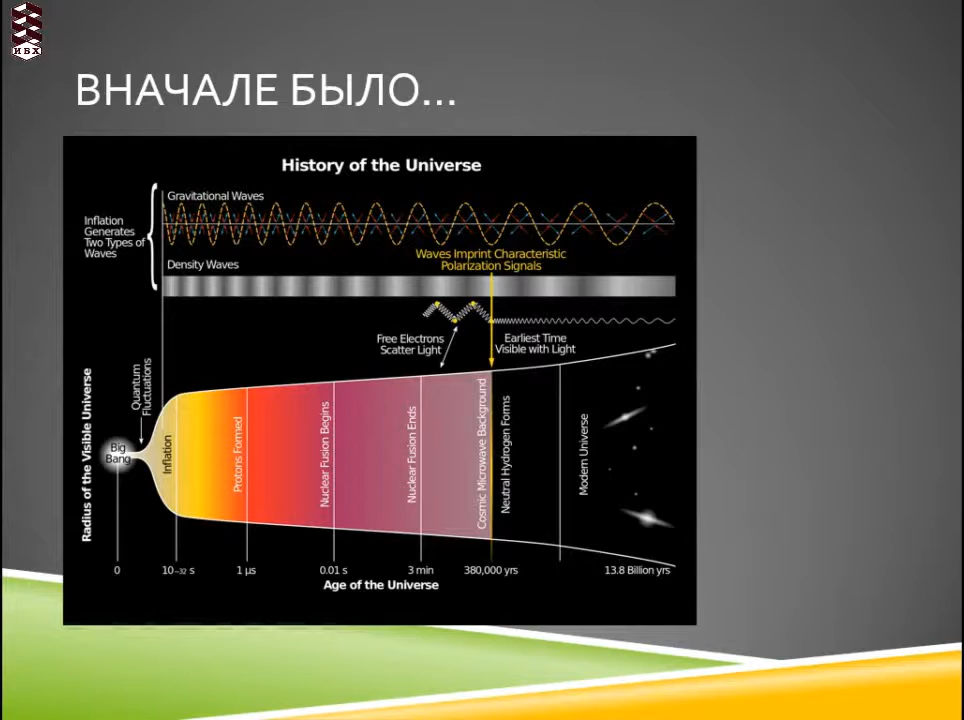 ИБХ
ВНАЧАЛЕ БЫЛО...
History of the Universe
Gravitational Waves
Inflation
Generates
Two Types of
Waves
Waves Imprint Characteristic
Polarization Signals
Density Waves
Free Electrons
Scatter Light
Earliest Time
Visible with Light
Radius of the Visible Universe
Quantum
Fluctuations
Big
Bang
Inflation
Protons Formed
Nuclear Fusion Begins
Nuclear Fusion Ends
Cosmic Microwave Background
Neutral Hydrogen Forms
Modern Universe
0
10⁻³² s
1 µs
0.01 s
3 min
380,000 yrs
13.8 Billion yrs
Age of the Universe